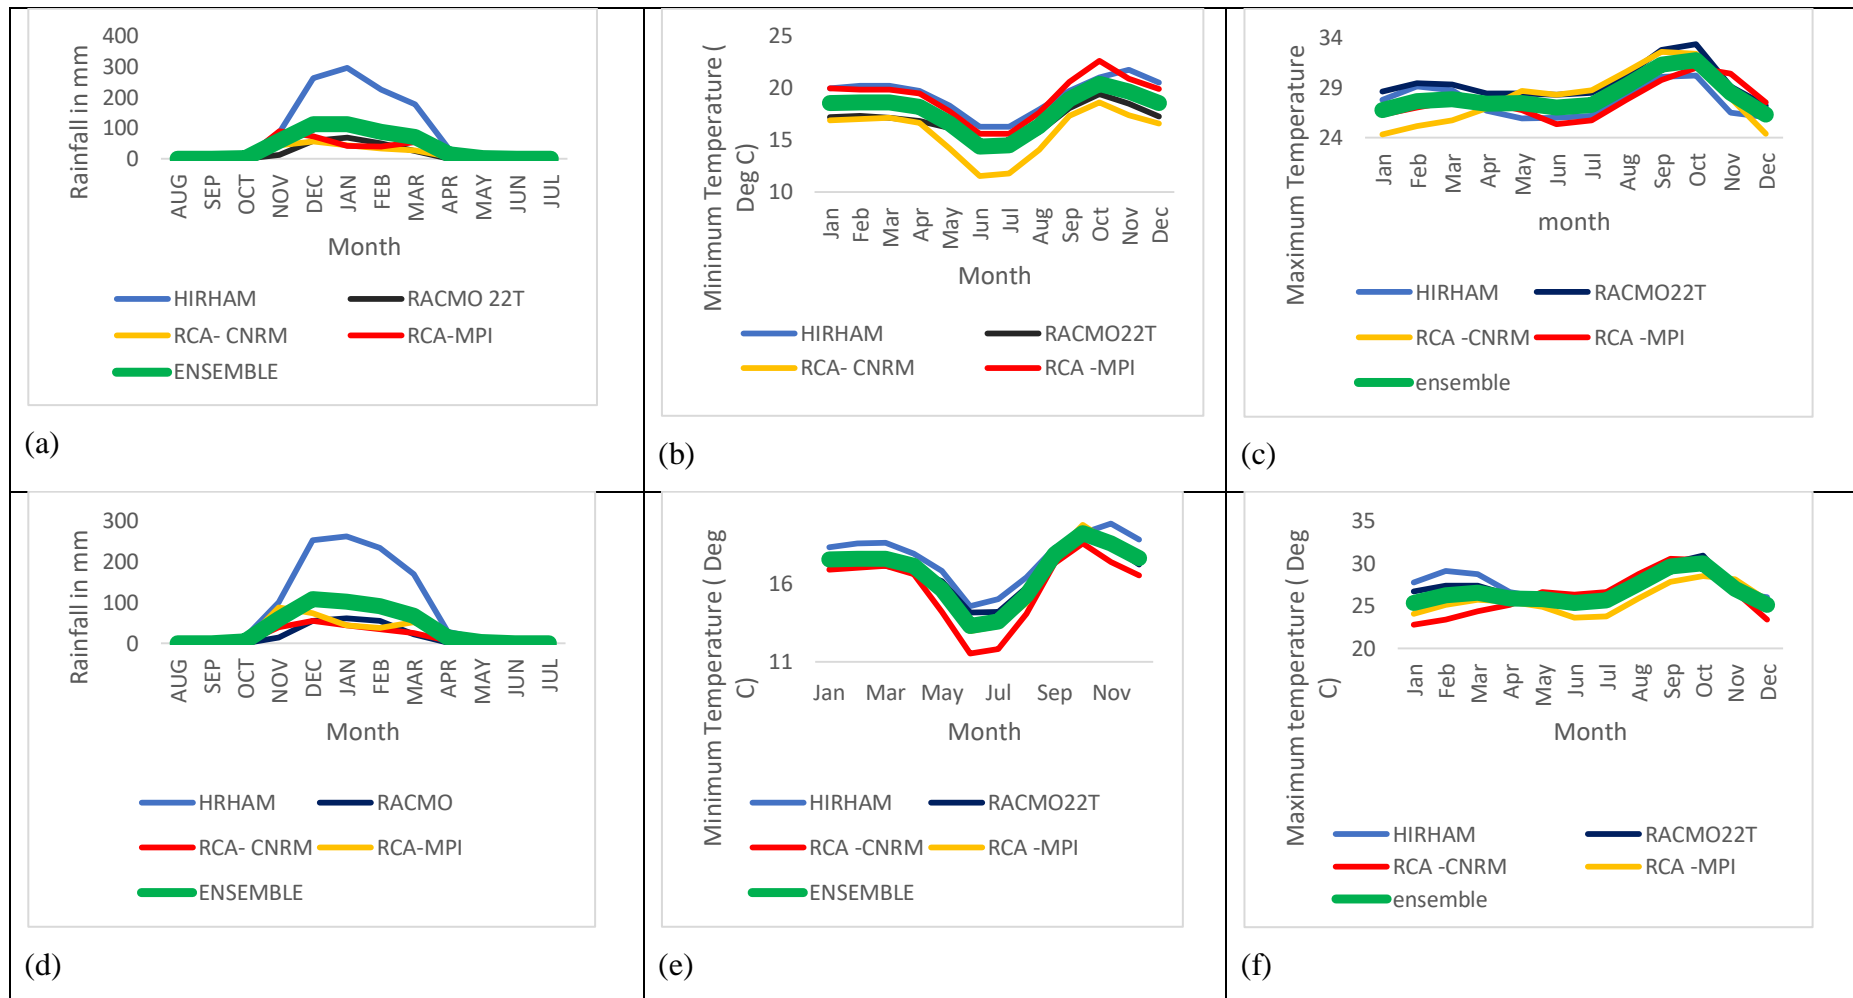 400
300
200
100
0
Rainfall in mm
AUG
SEP
OCT
NOV
DEC
JAN
FEB
MAR
APR
MAY
JUN
JUL
Month
HIRHAM
RACMO 22T
RCA- CNRM
RCA-MPI
ENSEMBLE
(a)
25
20
15
10
Minimum Temperature (
Deg C)
Jan
Feb
Mar
Apr
May
Jun
Jul
Aug
Sep
Oct
Nov
Dec
Month
HIRHAM
RACMO22T
RCA- CNRM
RCA -MPI
(b)
34
29
24
Maximum Temperature
Jan
Feb
Mar
Apr
May
Jun
Jul
Aug
Sep
Oct
Nov
Dec
month
HIRHAM
RACMO22T
RCA -CNRM
RCA -MPI
ensemble
(c)
300
200
100
0
Rainfall in mm
AUG
SEP
OCT
NOV
DEC
JAN
FEB
MAR
APR
MAY
JUN
JUL
Month
HRHAM
RACMO
RCA- CNRM
RCA-MPI
ENSEMBLE
(d)
16
11
Minimum Temperature ( Deg
C)
Jan
Mar
May
Jul
Sep
Nov
Month
HIRHAM
RACMO22T
RCA -CNRM
RCA -MPI
ENSEMBLE
(e)
35
30
25
20
Maximum temperature ( Deg
C)
Jan
Feb
Mar
Apr
May
Jun
Jul
Aug
Sep
Oct
Nov
Dec
Month
HIRHAM
RACMO22T
RCA -CNRM
RCA -MPI
ensemble
(f)